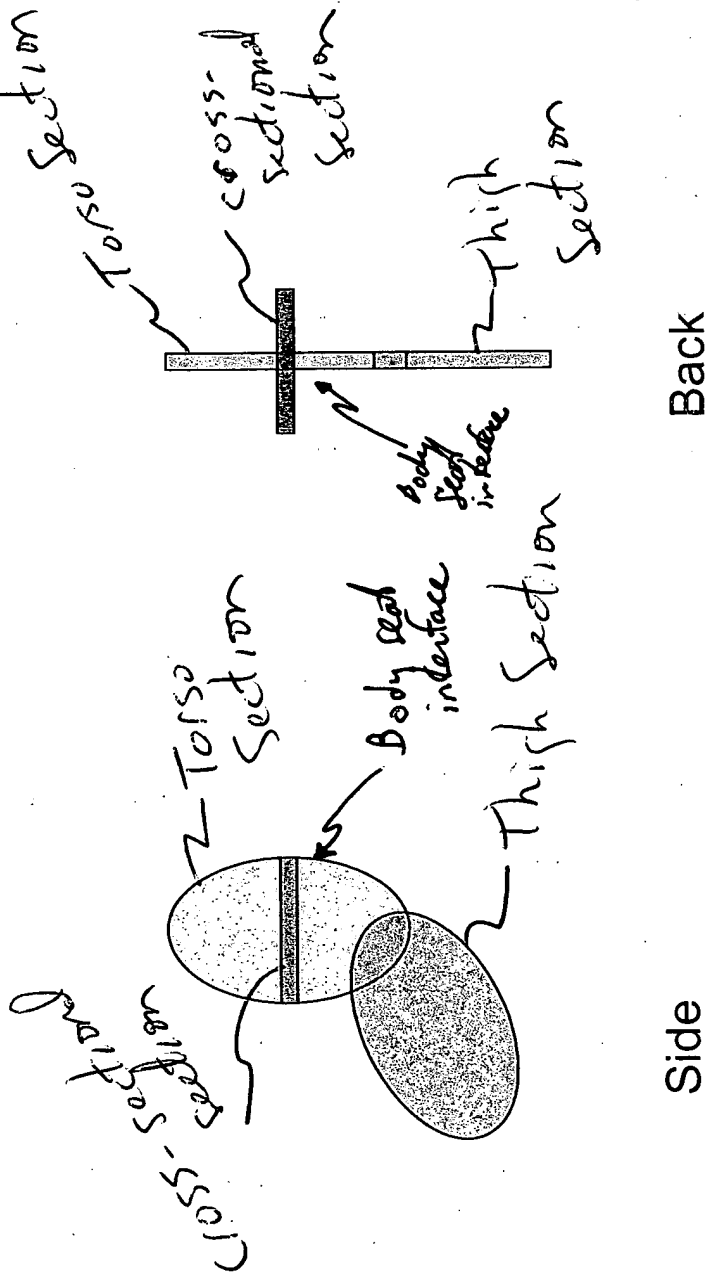 Torso
Section
Cross-sectional
section
Body seat
interface
Thigh Section
Side
Torso Section
cross-
sectional
section
Body
Seat
interface
Thigh
Section
Back